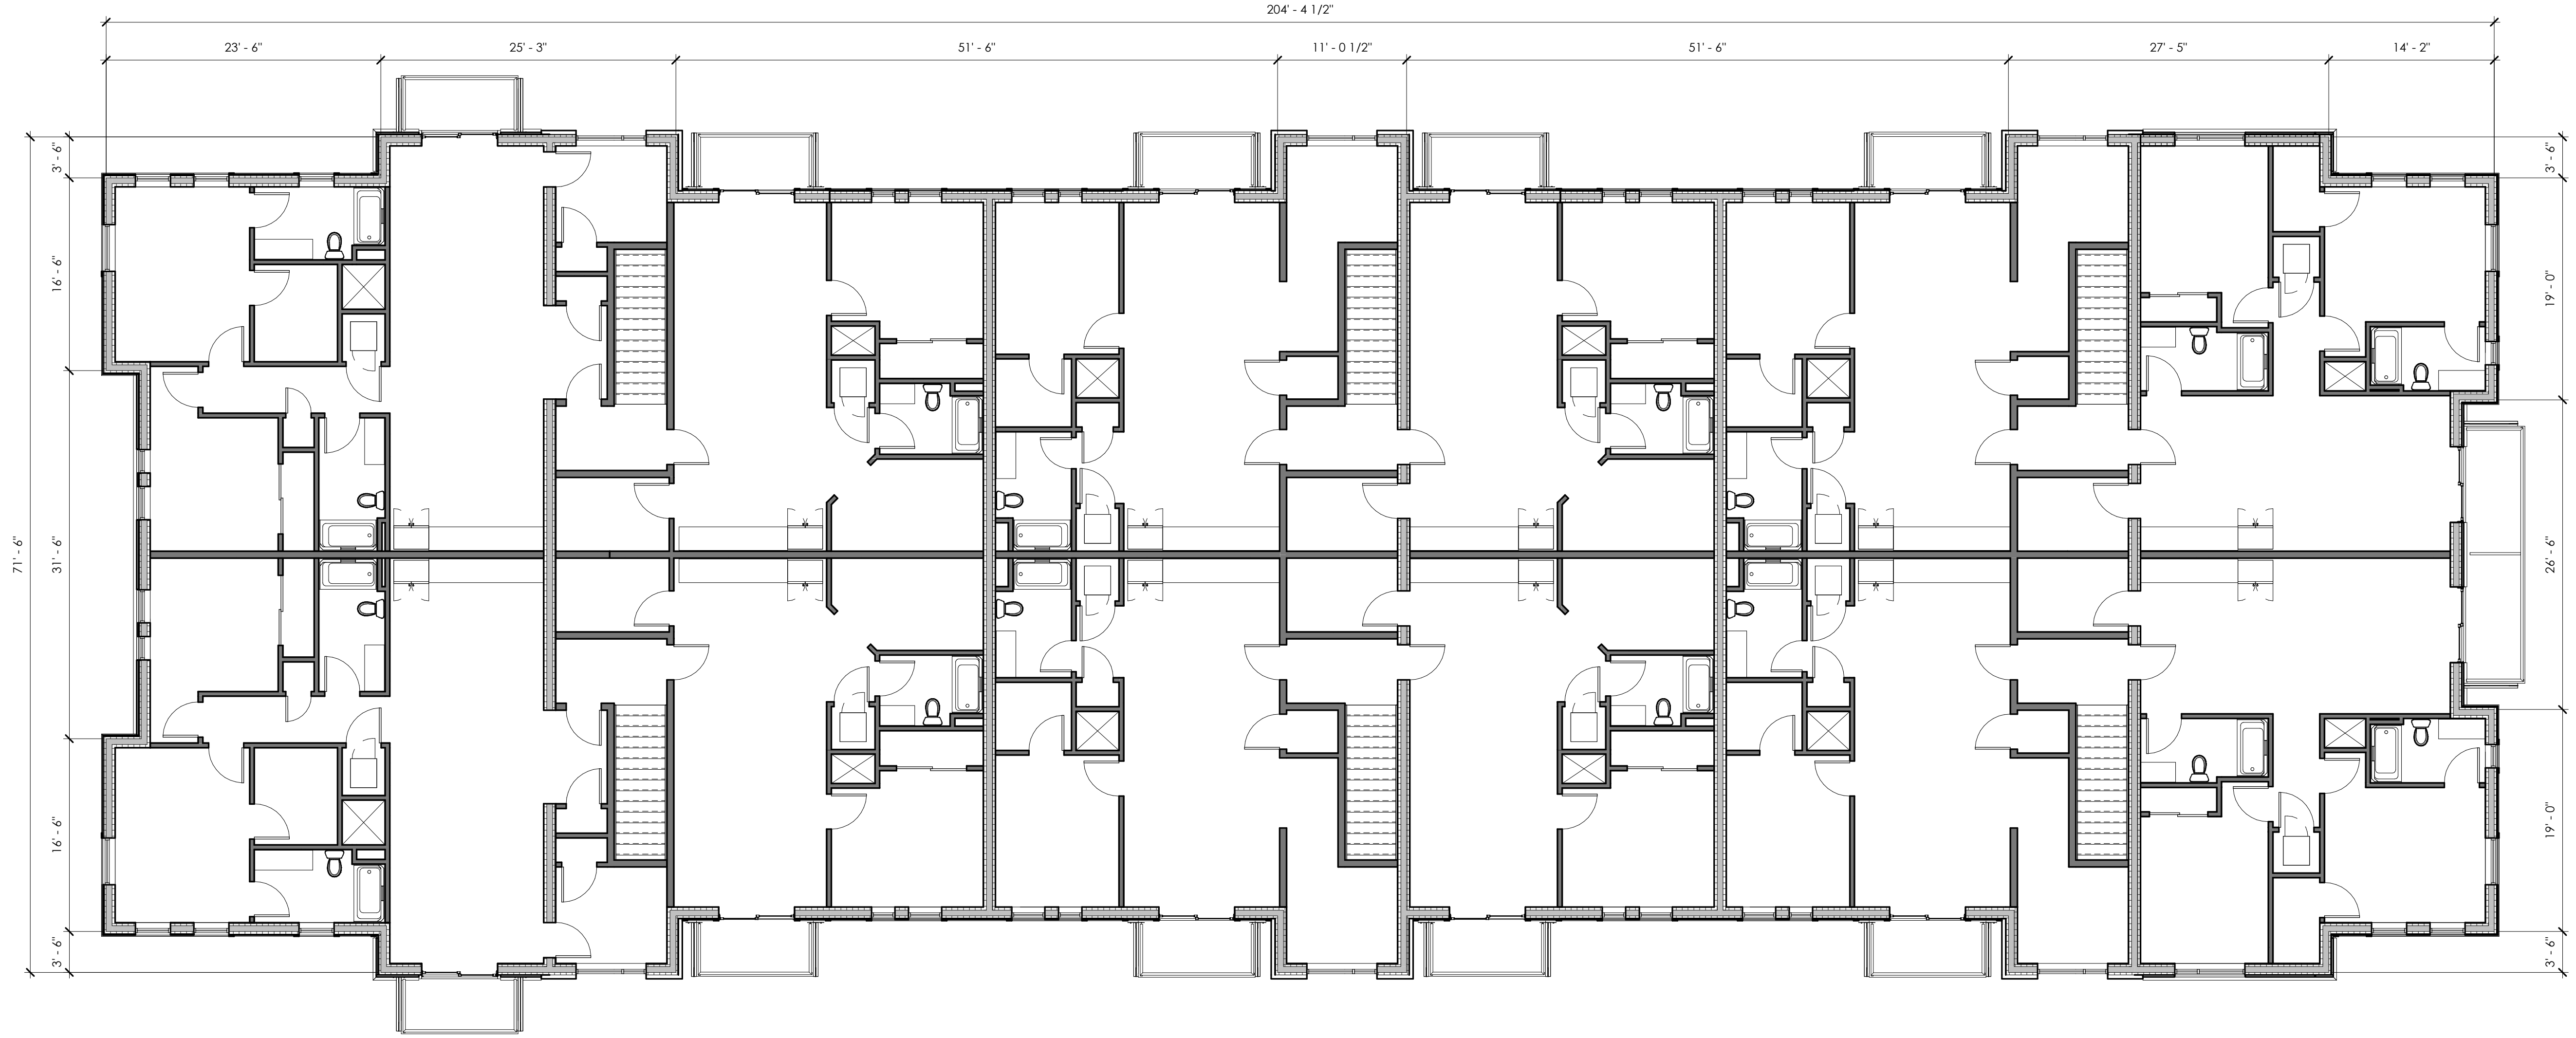 204' - 4 1/2"
23' - 6"
25' - 3"
51' - 6"
11' - 0 1/2"
51' - 6"
27' - 5"
14' - 2"
71' - 6"
3' - 6"
16' - 6"
31' - 6"
16' - 6"
3' - 6"
3' - 6"
19' - 0"
26' - 6"
19' - 0"
3' - 6"